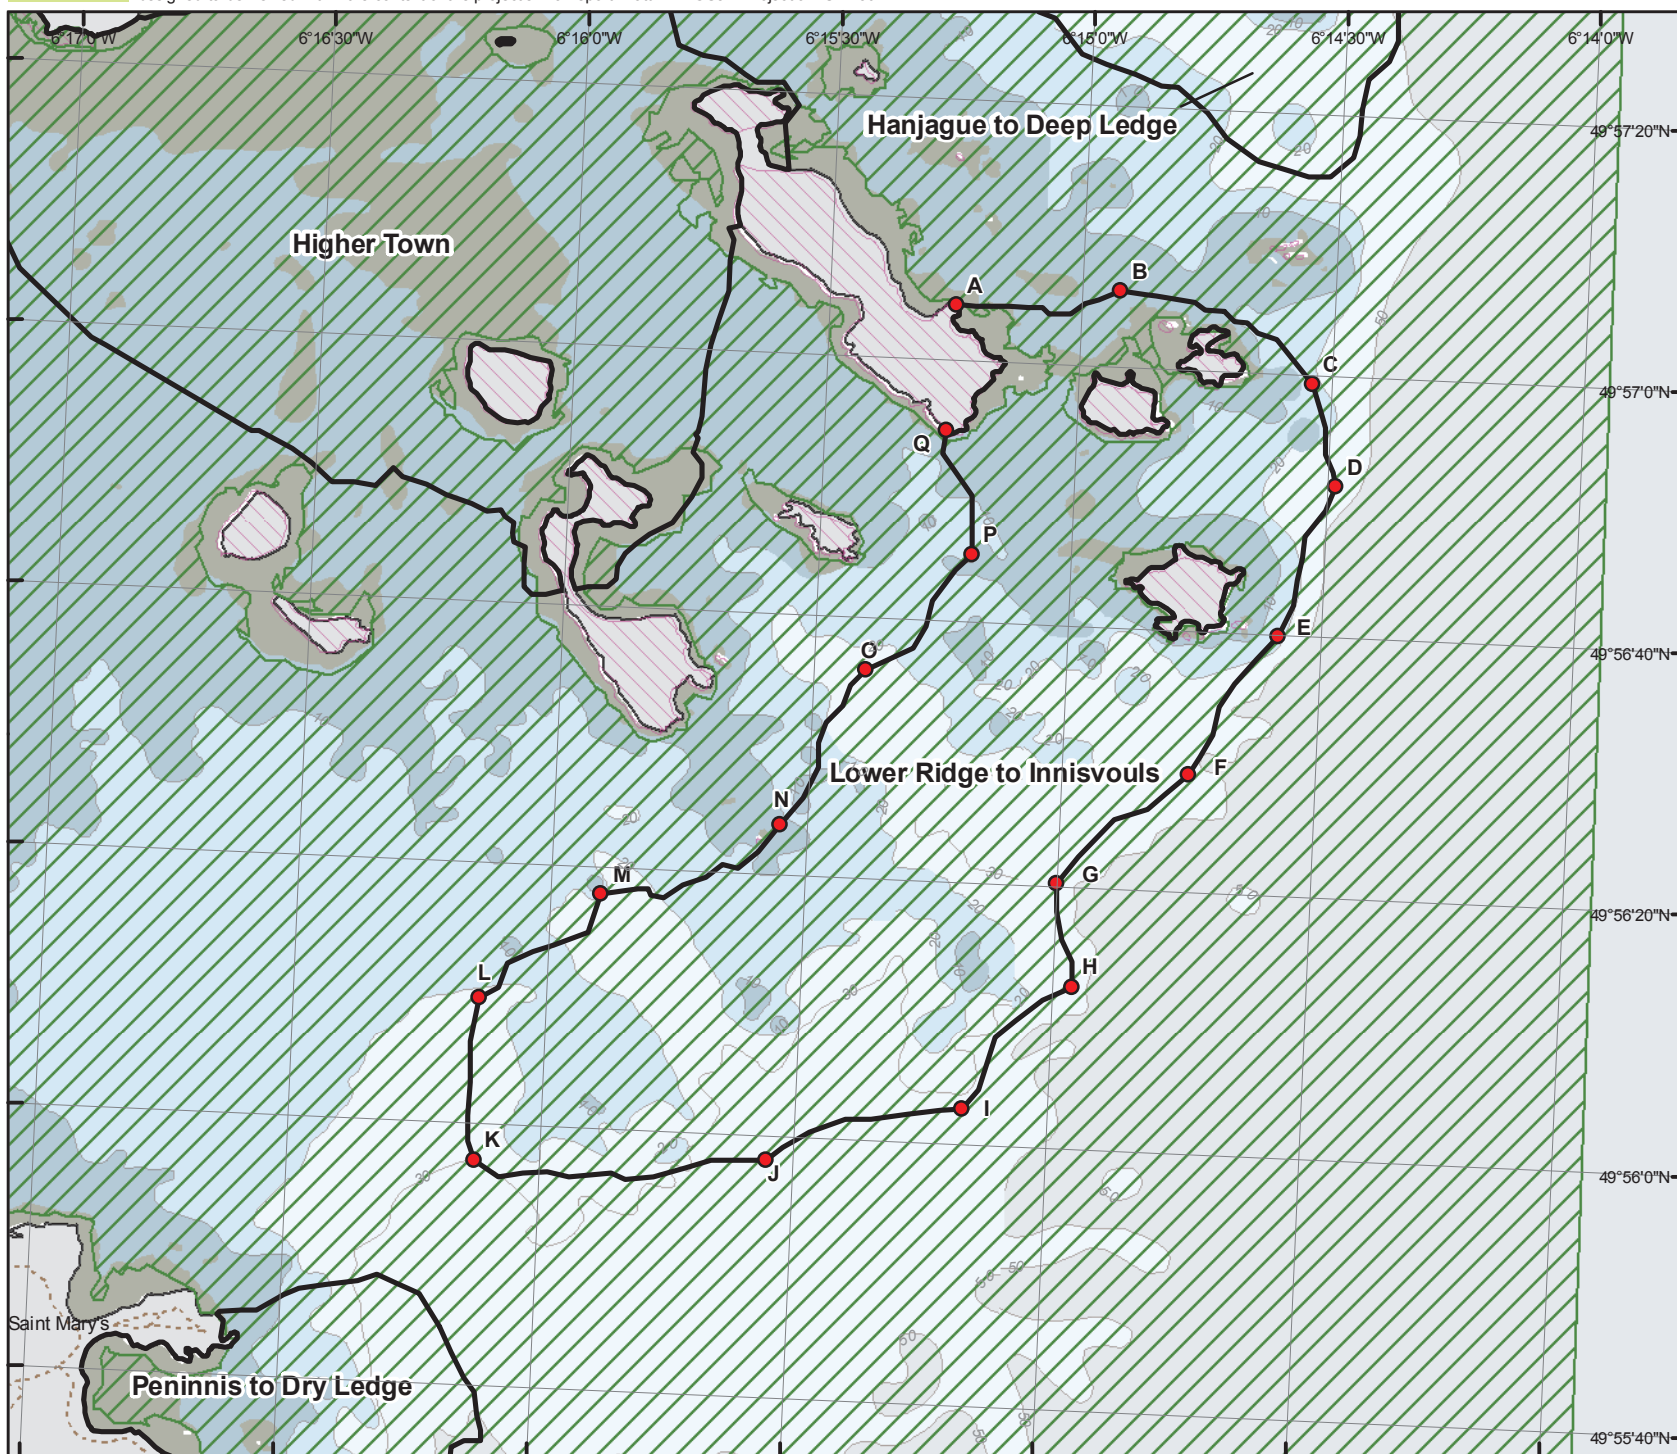 6°17'0"W
6°16'30"W
6°16'0"W
6°15'30"W
6°15'0"W
6°14'30"W
6°14'0"W
Hanjague to Deep Ledge
49°57'20"N
Higher Town
A
B
C
49°57'0"N
Q
D
P
E
49°56'40"N
O
F
Lower Ridge to Innisvouls
N
M
G
49°56'20"N
L
H
I
K
J
49°56'0"N
Saint Mary's
Peninnis to Dry Ledge
49°55'40"N